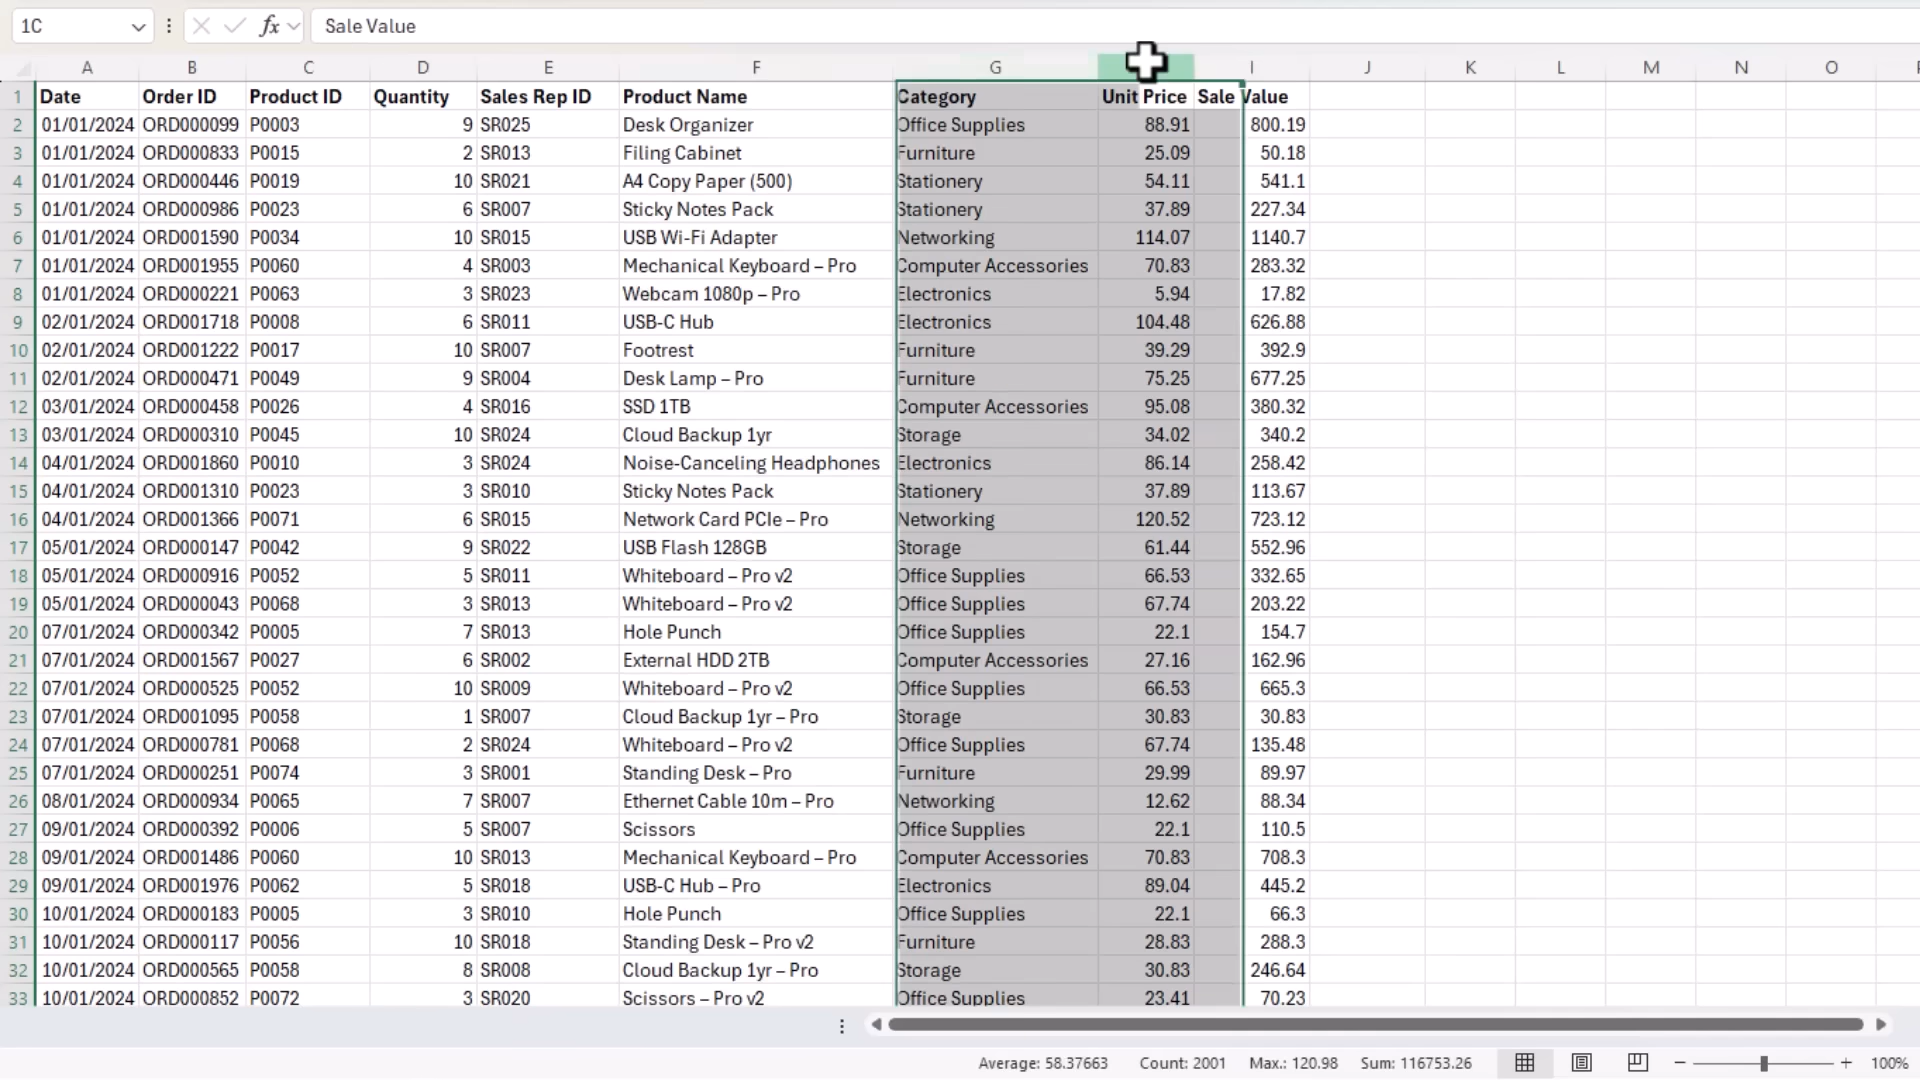 1C fx Sale Value
A B C D E F G I J K L M N O
1 Date Order ID Product ID Quantity Sales Rep ID Product Name Category Unit Price Sale Value
2 01/01/2024 ORD000099 P0003 9 SR025 Desk Organizer Office Supplies 88.91 800.19
3 01/01/2024 ORD000833 P0015 2 SR013 Filing Cabinet Furniture 25.09 50.18
4 01/01/2024 ORD000446 P0019 10 SR021 A4 Copy Paper (500) Stationery 54.11 541.1
5 01/01/2024 ORD000986 P0023 6 SR007 Sticky Notes Pack Stationery 37.89 227.34
6 01/01/2024 ORD001590 P0034 10 SR015 USB Wi-Fi Adapter Networking 114.07 1140.7
7 01/01/2024 ORD001955 P0060 4 SR003 Mechanical Keyboard – Pro Computer Accessories 70.83 283.32
8 01/01/2024 ORD000221 P0063 3 SR023 Webcam 1080p – Pro Electronics 5.94 17.82
9 02/01/2024 ORD001718 P0008 6 SR011 USB-C Hub Electronics 104.48 626.88
10 02/01/2024 ORD001222 P0017 10 SR007 Footrest Furniture 39.29 392.9
11 02/01/2024 ORD000471 P0049 9 SR004 Desk Lamp – Pro Furniture 75.25 677.25
12 03/01/2024 ORD000458 P0026 4 SR016 SSD 1TB Computer Accessories 95.08 380.32
13 03/01/2024 ORD000310 P0045 10 SR024 Cloud Backup 1yr Storage 34.02 340.2
14 04/01/2024 ORD001860 P0010 3 SR024 Noise-Canceling Headphones Electronics 86.14 258.42
15 04/01/2024 ORD001310 P0023 3 SR010 Sticky Notes Pack Stationery 37.89 113.67
16 04/01/2024 ORD001366 P0071 6 SR015 Network Card PCIe – Pro Networking 120.52 723.12
17 05/01/2024 ORD000147 P0042 9 SR022 USB Flash 128GB Storage 61.44 552.96
18 05/01/2024 ORD000916 P0052 5 SR011 Whiteboard – Pro v2 Office Supplies 66.53 332.65
19 05/01/2024 ORD000043 P0068 3 SR013 Whiteboard – Pro v2 Office Supplies 67.74 203.22
20 07/01/2024 ORD000342 P0005 7 SR013 Hole Punch Office Supplies 22.1 154.7
21 07/01/2024 ORD001567 P0027 6 SR002 External HDD 2TB Computer Accessories 27.16 162.96
22 07/01/2024 ORD000525 P0052 10 SR009 Whiteboard – Pro v2 Office Supplies 66.53 665.3
23 07/01/2024 ORD001095 P0058 1 SR007 Cloud Backup 1yr – Pro Storage 30.83 30.83
24 07/01/2024 ORD000781 P0068 2 SR024 Whiteboard – Pro v2 Office Supplies 67.74 135.48
25 07/01/2024 ORD000251 P0074 3 SR001 Standing Desk – Pro Furniture 29.99 89.97
26 08/01/2024 ORD000934 P0065 7 SR007 Ethernet Cable 10m – Pro Networking 12.62 88.34
27 09/01/2024 ORD000392 P0006 5 SR007 Scissors Office Supplies 22.1 110.5
28 09/01/2024 ORD001486 P0060 10 SR013 Mechanical Keyboard – Pro Computer Accessories 70.83 708.3
29 09/01/2024 ORD001976 P0062 5 SR018 USB-C Hub – Pro Electronics 89.04 445.2
30 10/01/2024 ORD000183 P0005 3 SR010 Hole Punch Office Supplies 22.1 66.3
31 10/01/2024 ORD000117 P0056 10 SR018 Standing Desk – Pro v2 Furniture 28.83 288.3
32 10/01/2024 ORD000565 P0058 8 SR008 Cloud Backup 1yr – Pro Storage 30.83 246.64
33 10/01/2024 ORD000852 P0072 3 SR020 Scissors – Pro v2 Office Supplies 23.41 70.23
Average: 58.37663 Count: 2001 Max.: 120.98 Sum: 116753.26 100%